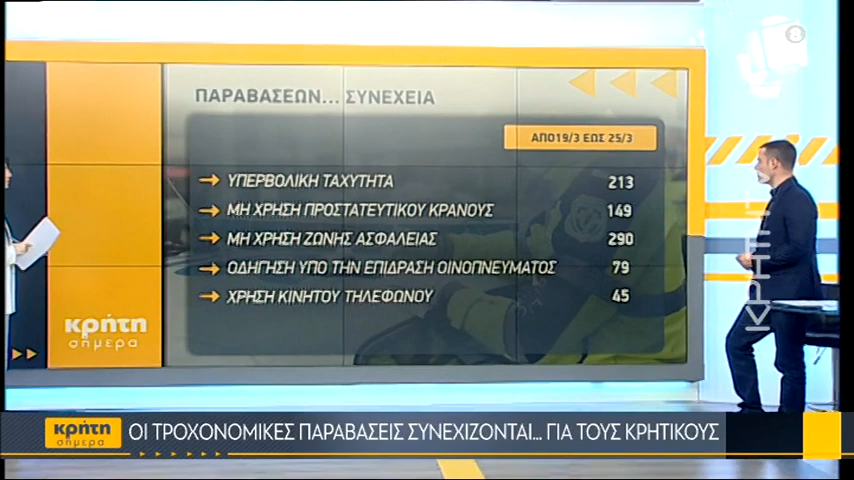 8
ΠΑΡΑΒΑΣΕΩΝ... ΣΥΝΕΧΕΙΑ
ΑΠΟ19/3 ΕΩΣ 25/3
ΥΠΕΡΒΟΛΙΚΗ ΤΑΧΥΤΗΤΑ 213
ΜΗ ΧΡΗΣΗ ΠΡΟΣΤΑΤΕΥΤΙΚΟΥ ΚΡΑΝΟΥΣ 149
ΜΗ ΧΡΗΣΗ ΖΩΝΗΣ ΑΣΦΑΛΕΙΑΣ 290
ΟΔΗΓΗΣΗ ΥΠΟ ΤΗΝ ΕΠΙΔΡΑΣΗ ΟΙΝΟΠΝΕΥΜΑΤΟΣ 79
ΧΡΗΣΗ ΚΙΝΗΤΟΥ ΤΗΛΕΦΩΝΟΥ 45
κρήτη
σήμερα
ΚΡΗΤΗ
κρήτη
σήμερα
ΟΙ ΤΡΟΧΟΝΟΜΙΚΕΣ ΠΑΡΑΒΑΣΕΙΣ ΣΥΝΕΧΙΖΟΝΤΑΙ... ΓΙΑ ΤΟΥΣ ΚΡΗΤΙΚΟΥΣ